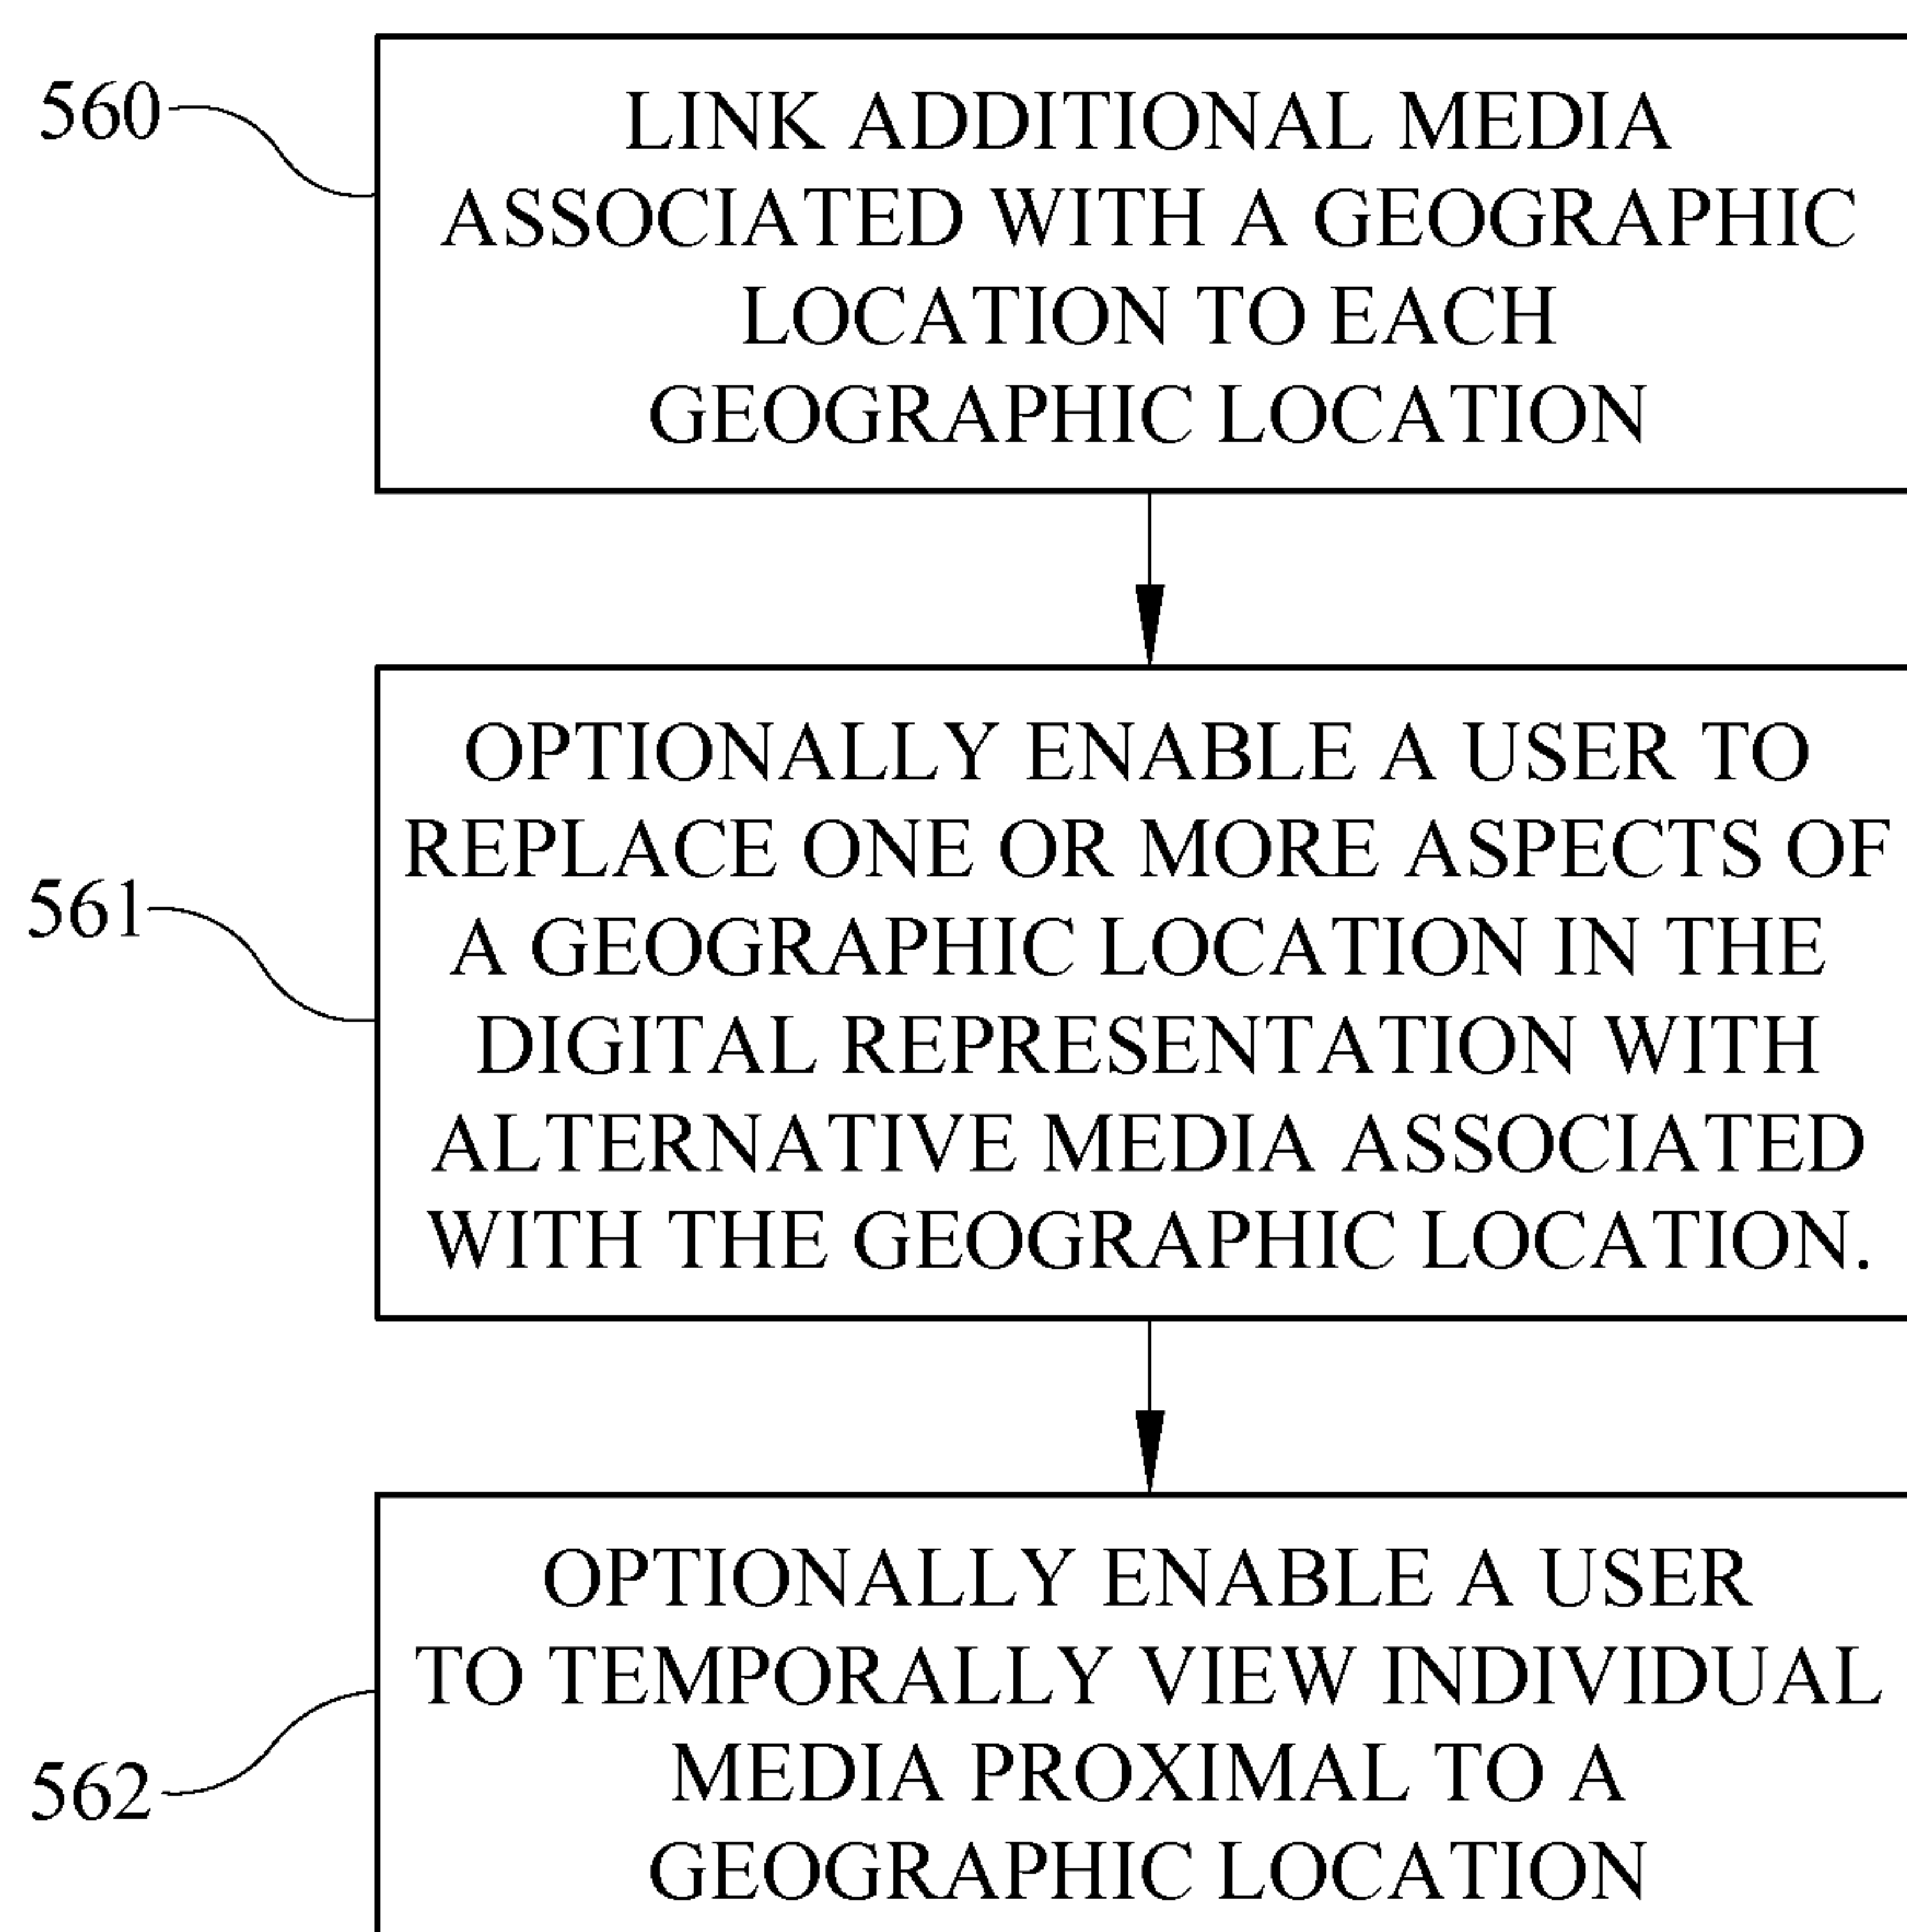 560
LINK ADDITIONAL MEDIA
ASSOCIATED WITH A GEOGRAPHIC
LOCATION TO EACH
GEOGRAPHIC LOCATION
561
OPTIONALLY ENABLE A USER TO
REPLACE ONE OR MORE ASPECTS OF
A GEOGRAPHIC LOCATION IN THE
DIGITAL REPRESENTATION WITH
ALTERNATIVE MEDIA ASSOCIATED
WITH THE GEOGRAPHIC LOCATION.
562
OPTIONALLY ENABLE A USER
TO TEMPORALLY VIEW INDIVIDUAL
MEDIA PROXIMAL TO A
GEOGRAPHIC LOCATION